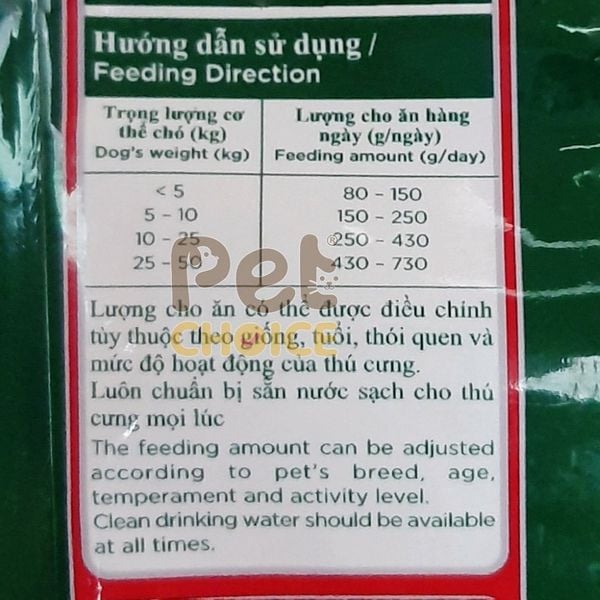 Hướng dẫn sử dụng /
Feeding Direction
Trọng lượng cơ thể chó (kg)
Dog's weight (kg)
Lượng cho ăn hàng ngày (g/ngày)
Feeding amount (g/day)
< 5 80 - 150
5 - 10 150 - 250
10 - 25 250 - 430
25 - 50 430 - 730
Pet
CHOICE
®
Lượng cho ăn có thể được điều chỉnh
tùy thuộc theo giống, tuổi, thói quen và
mức độ hoạt động của thú cưng.
Luôn chuẩn bị sẵn nước sạch cho thú
cưng mọi lúc
The feeding amount can be adjusted
according to pet's breed, age,
temperament and activity level.
Clean drinking water should be available
at all times.